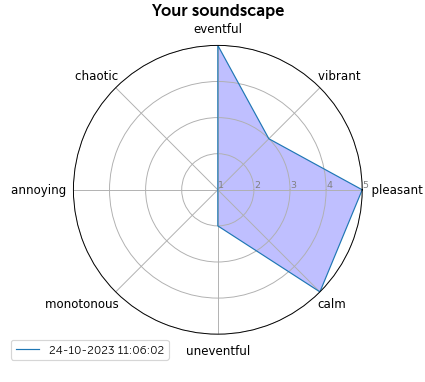 Your soundscape
eventful
chaotic
vibrant
annoying
1 2 3 4 5
pleasant
monotonous
calm
uneventful
24-10-2023 11:06:02